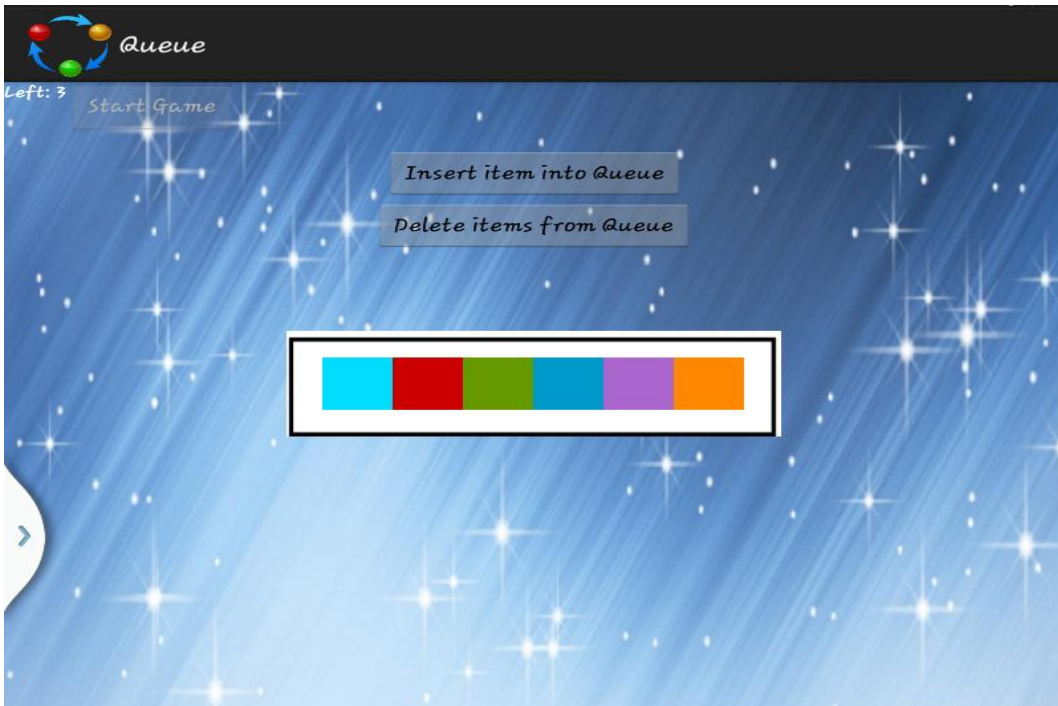 Queue
Left: 3
Start Game
Insert item into Queue
Delete items from Queue